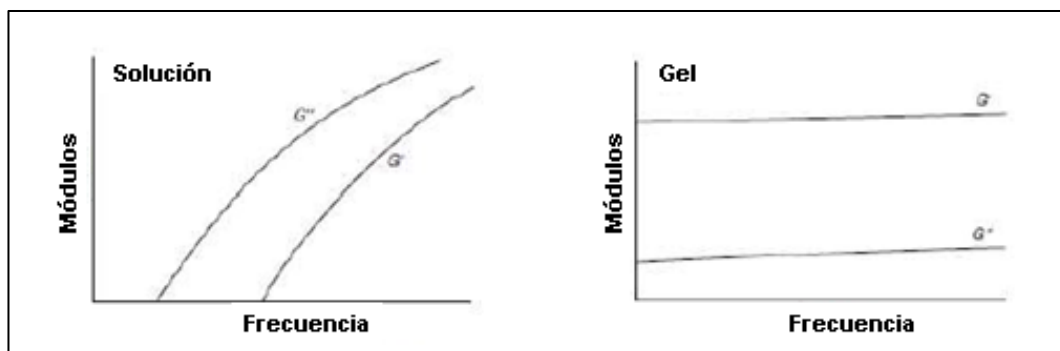 Solución
G''
G'
Módulos
Frecuencia
Gel
G'
G''
Módulos
Frecuencia